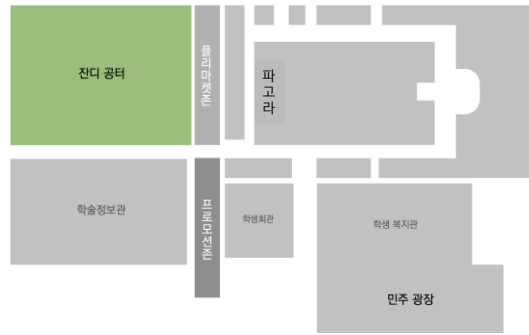 잔디 공터
플리마켓존
파고라
학술정보관
프로모션존
학생회관
학생 복지관
민주 광장